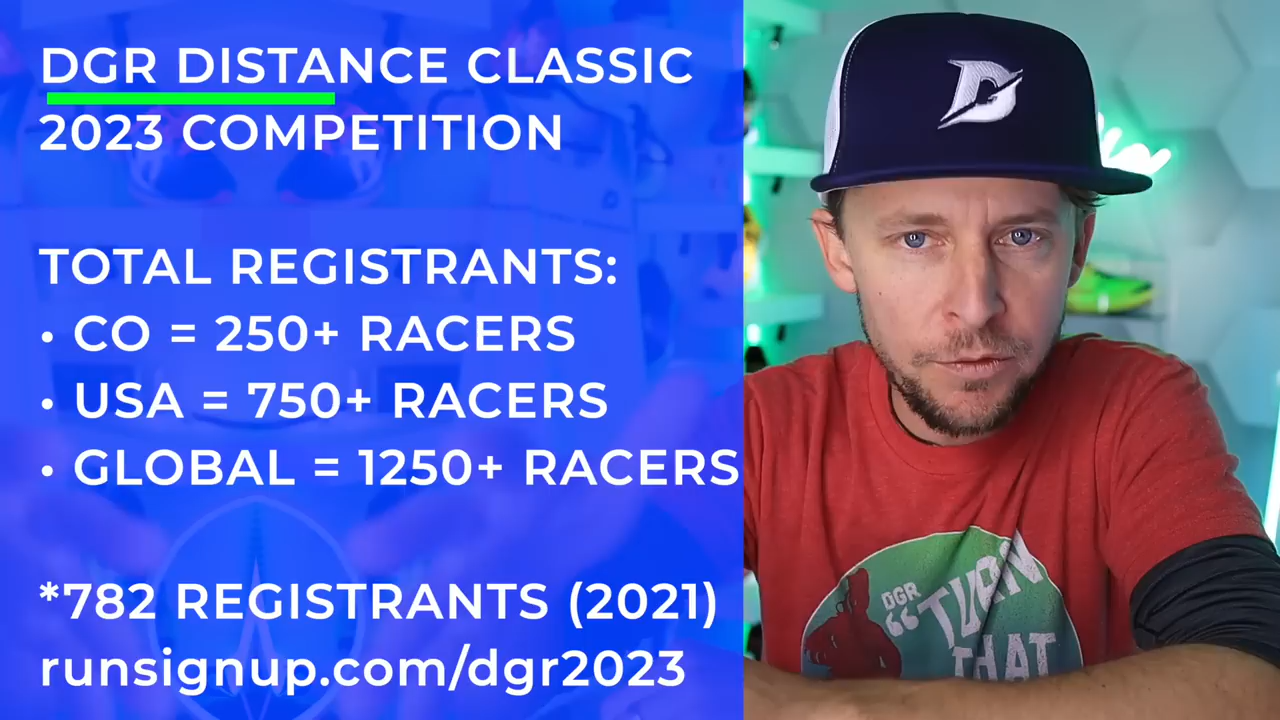 DGR DISTANCE CLASSIC
2023 COMPETITION
TOTAL REGISTRANTS:
• CO = 250+ RACERS
• USA = 750+ RACERS
• GLOBAL = 1250+ RACERS
*782 REGISTRANTS (2021)
runsignup.com/dgr2023
D
DGR
“TURN
THAT